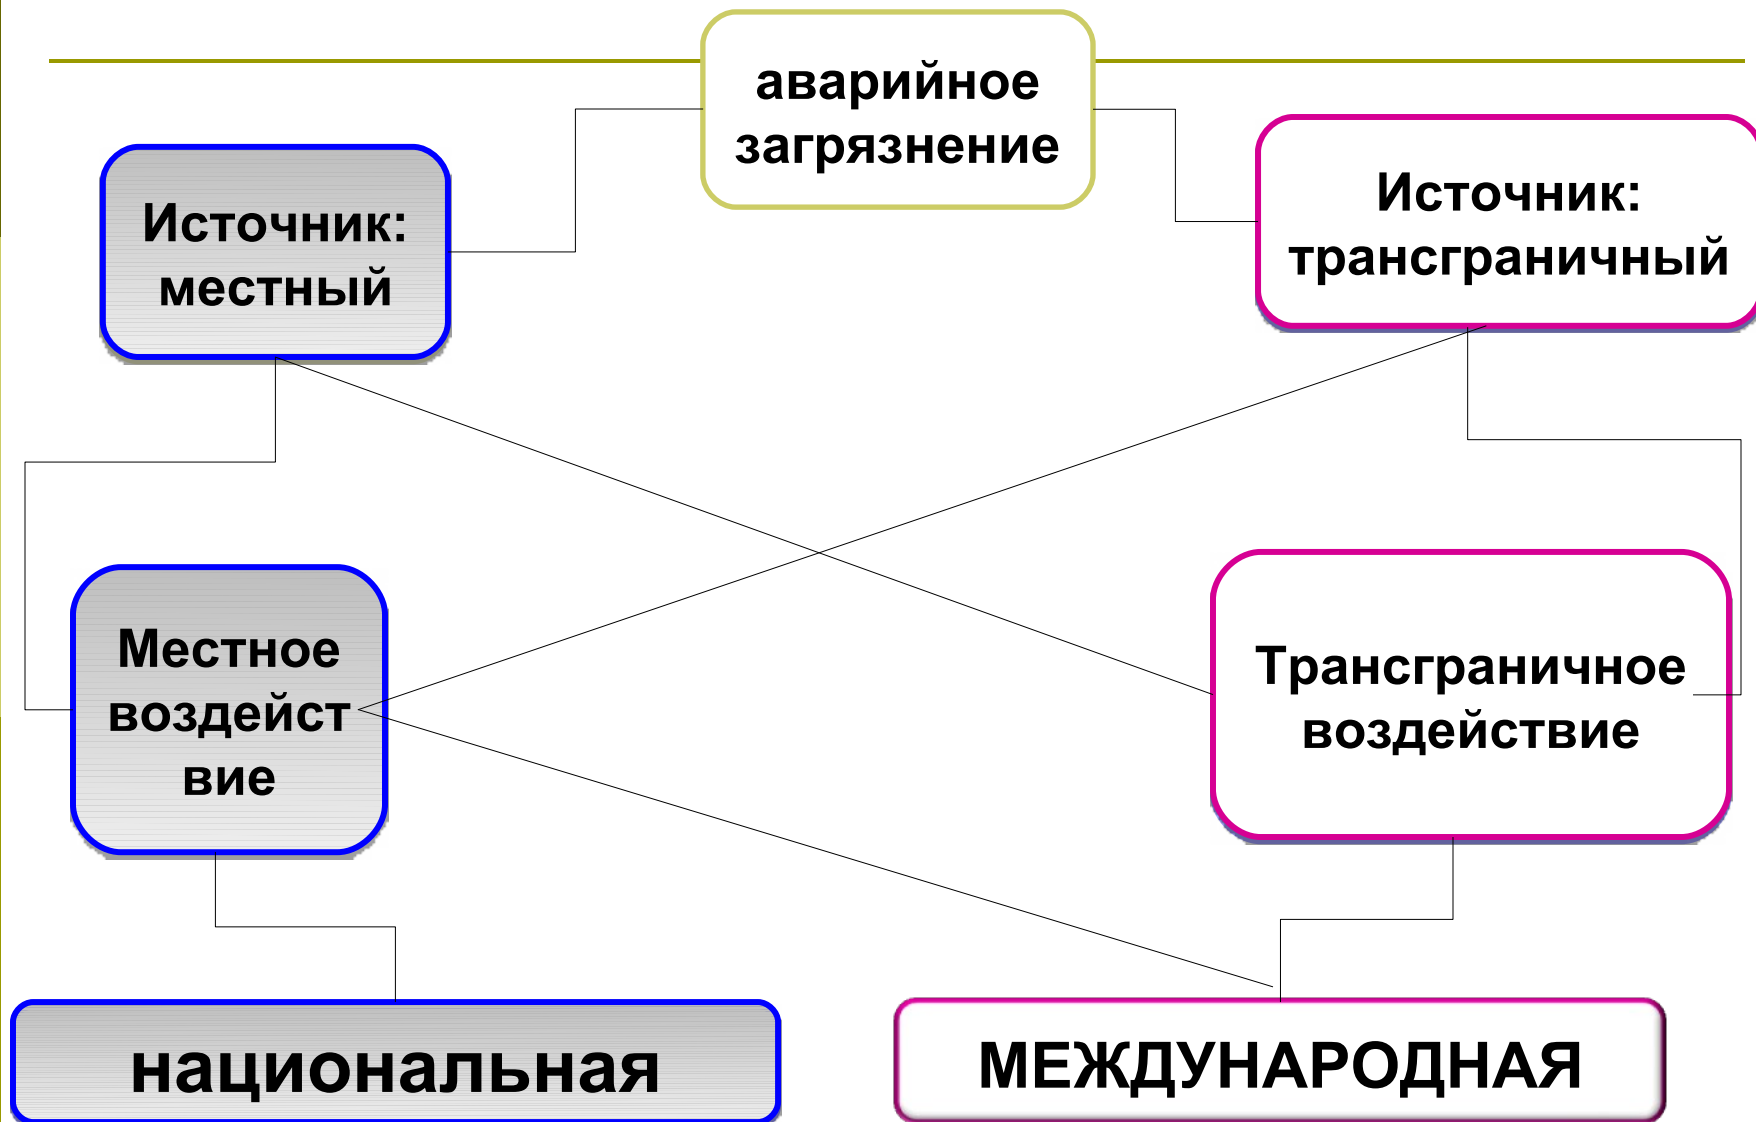 аварийное
загрязнение
Источник:
местный
Источник:
трансграничный
Местное
воздейст
вие
Трансграничное
воздействие
национальная
МЕЖДУНАРОДНАЯ